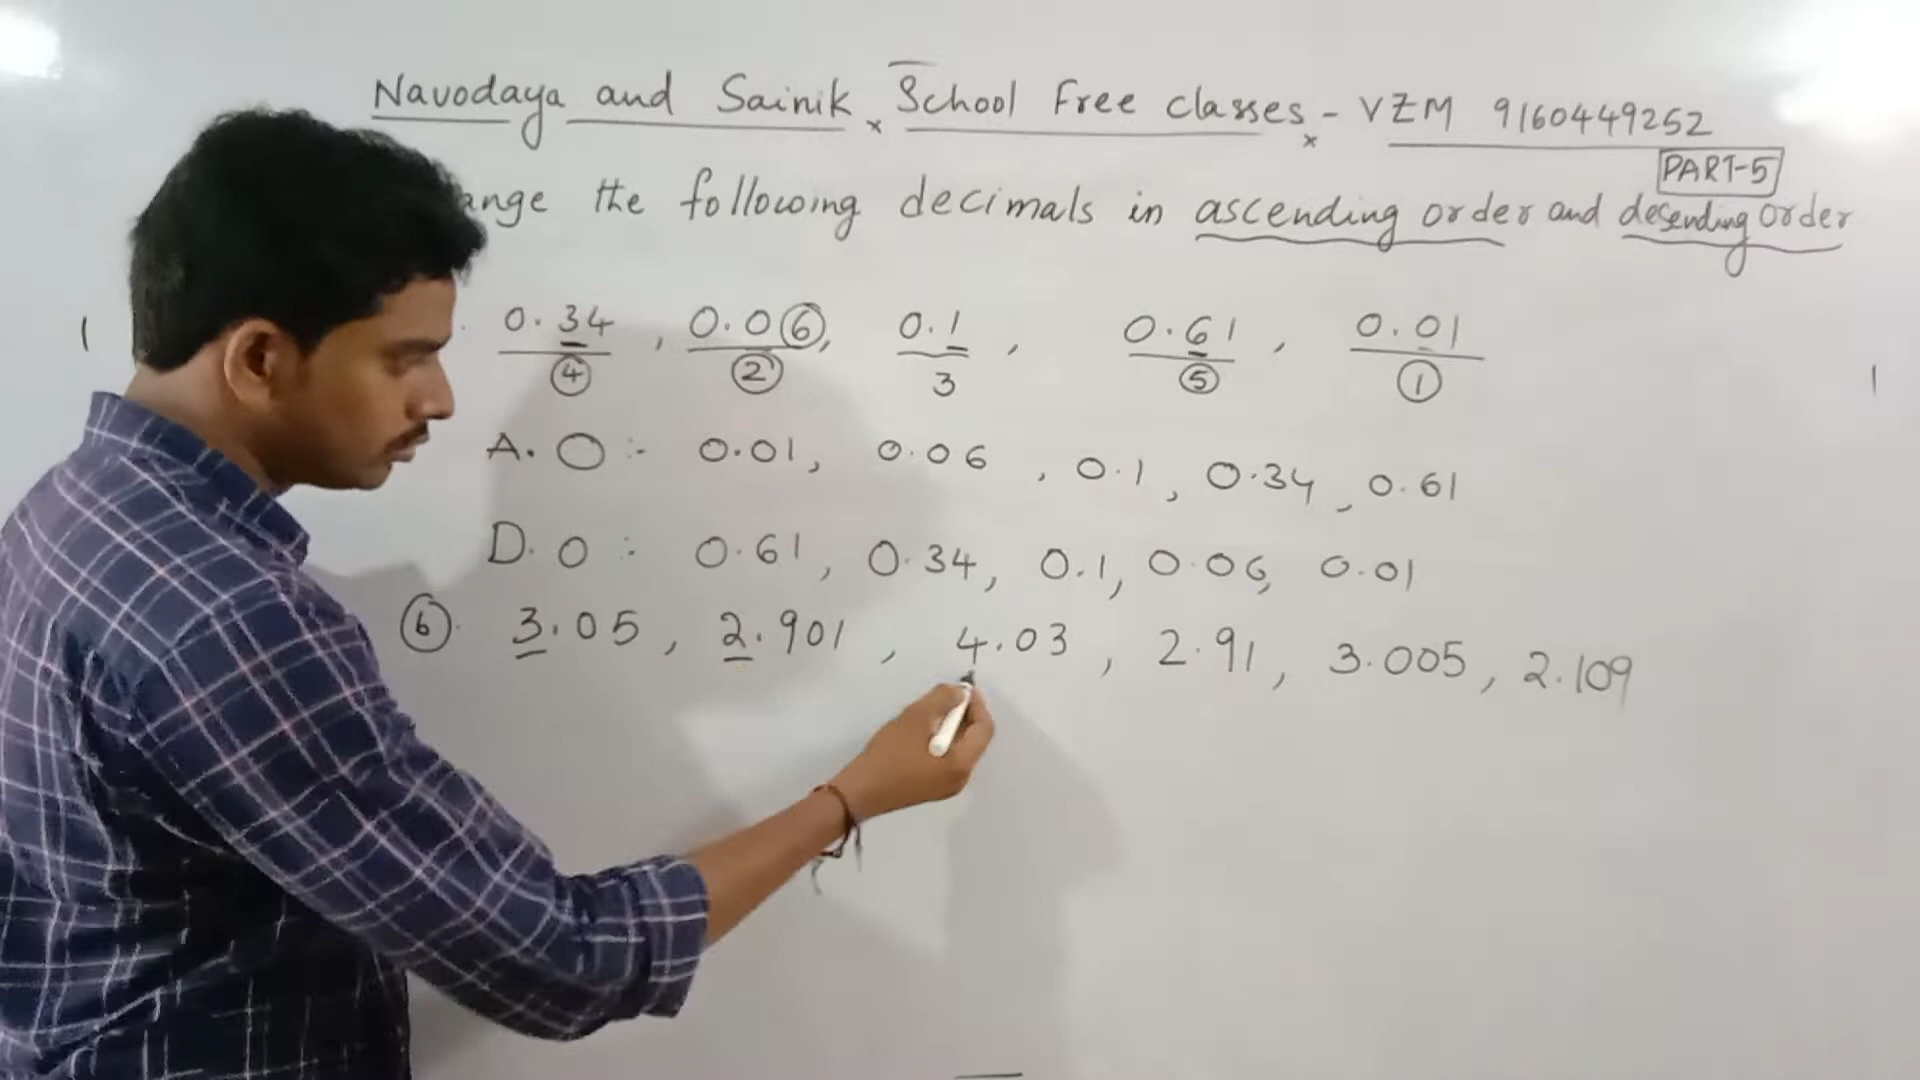 Navodaya and Sainik School Free classes - VZM 9160449252
PART-5
ange the following decimals in ascending order and desending order
0.34 , 0.06, 0.1 , 0.61 , 0.01
4 2 3 5 1
A.O :- 0.01, 0.06 , 0.1 , 0.34 , 0.61
D.O : 0.61 , 0.34, 0.1, 0.06, 0.01
6. 3.05 , 2.901 , 4.03 , 2.91 , 3.005 , 2.109